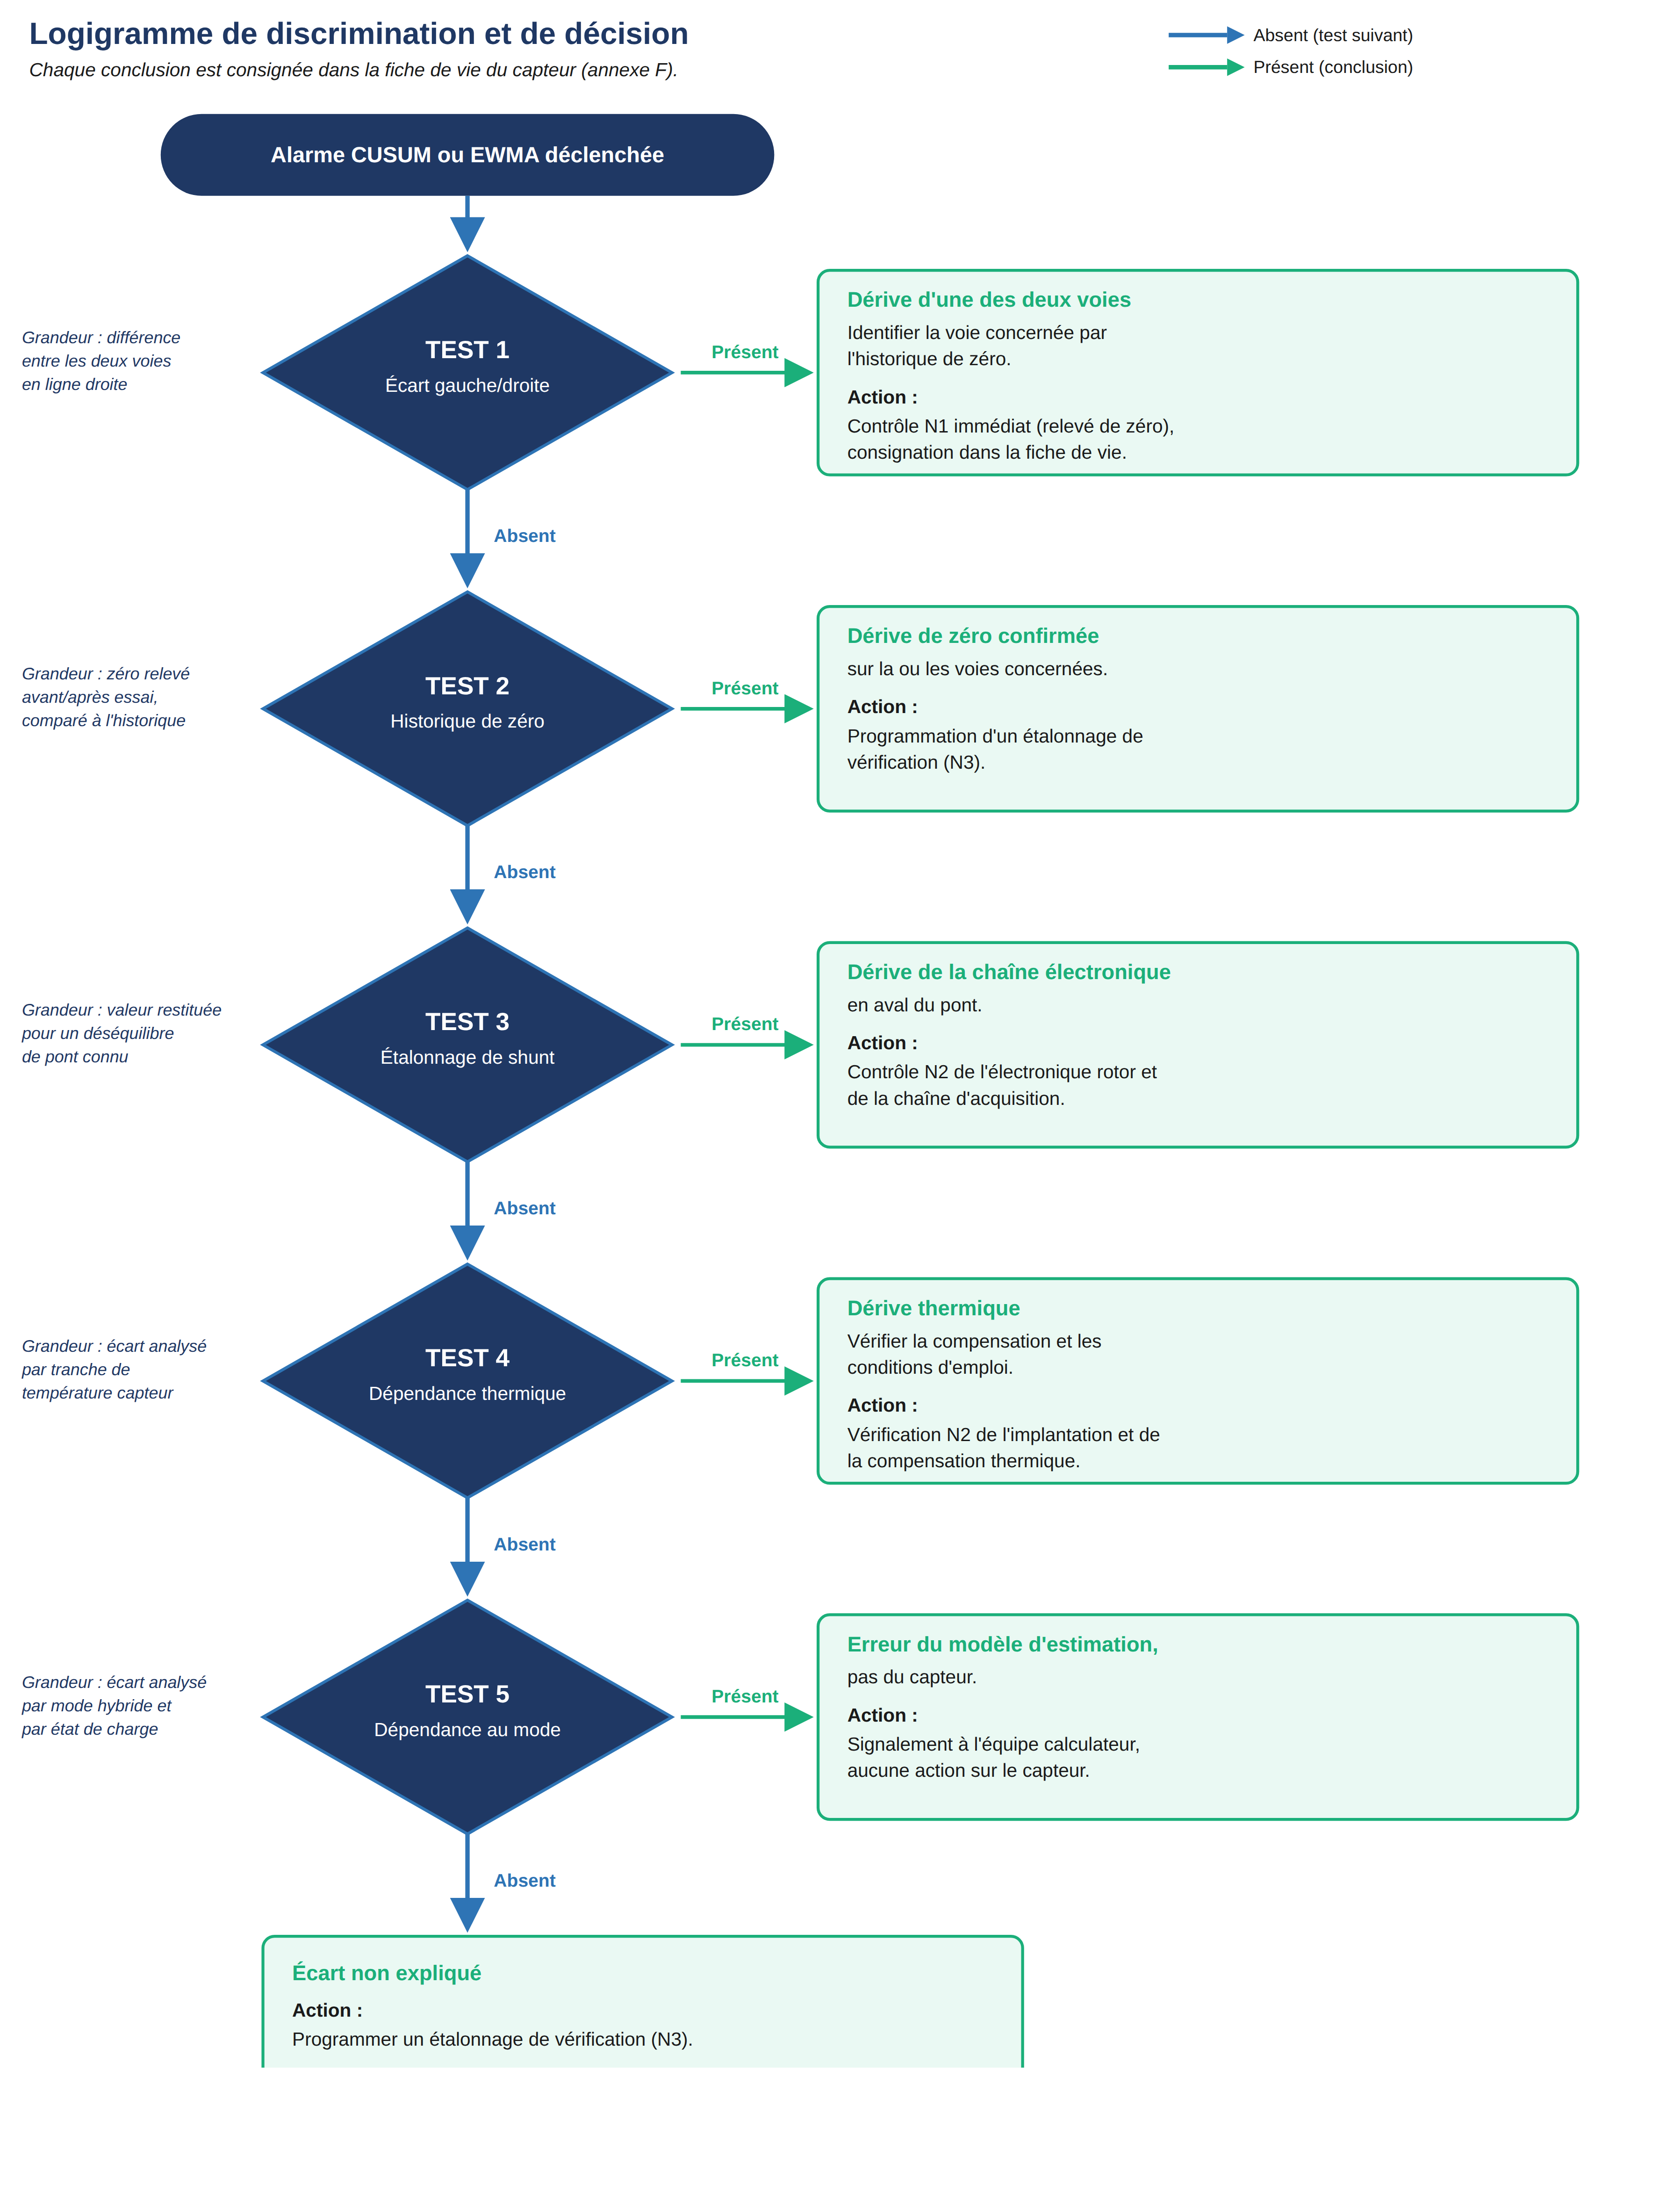 Logigramme de discrimination et de décision
Chaque conclusion est consignée dans la fiche de vie du capteur (annexe F).
Absent (test suivant)
Présent (conclusion)
Alarme CUSUM ou EWMA déclenchée
Grandeur : différence
entre les deux voies
en ligne droite
TEST 1
Écart gauche/droite
Présent
Dérive d'une des deux voies
Identifier la voie concernée par
l'historique de zéro.
Action :
Contrôle N1 immédiat (relevé de zéro),
consignation dans la fiche de vie.
Absent
Grandeur : zéro relevé
avant/après essai,
comparé à l'historique
TEST 2
Historique de zéro
Présent
Dérive de zéro confirmée
sur la ou les voies concernées.
Action :
Programmation d'un étalonnage de
vérification (N3).
Absent
Grandeur : valeur restituée
pour un déséquilibre
de pont connu
TEST 3
Étalonnage de shunt
Présent
Dérive de la chaîne électronique
en aval du pont.
Action :
Contrôle N2 de l'électronique rotor et
de la chaîne d'acquisition.
Absent
Grandeur : écart analysé
par tranche de
température capteur
TEST 4
Dépendance thermique
Présent
Dérive thermique
Vérifier la compensation et les
conditions d'emploi.
Action :
Vérification N2 de l'implantation et de
la compensation thermique.
Absent
Grandeur : écart analysé
par mode hybride et
par état de charge
TEST 5
Dépendance au mode
Présent
Erreur du modèle d'estimation,
pas du capteur.
Action :
Signalement à l'équipe calculateur,
aucune action sur le capteur.
Absent
Écart non expliqué
Action :
Programmer un étalonnage de vérification (N3).